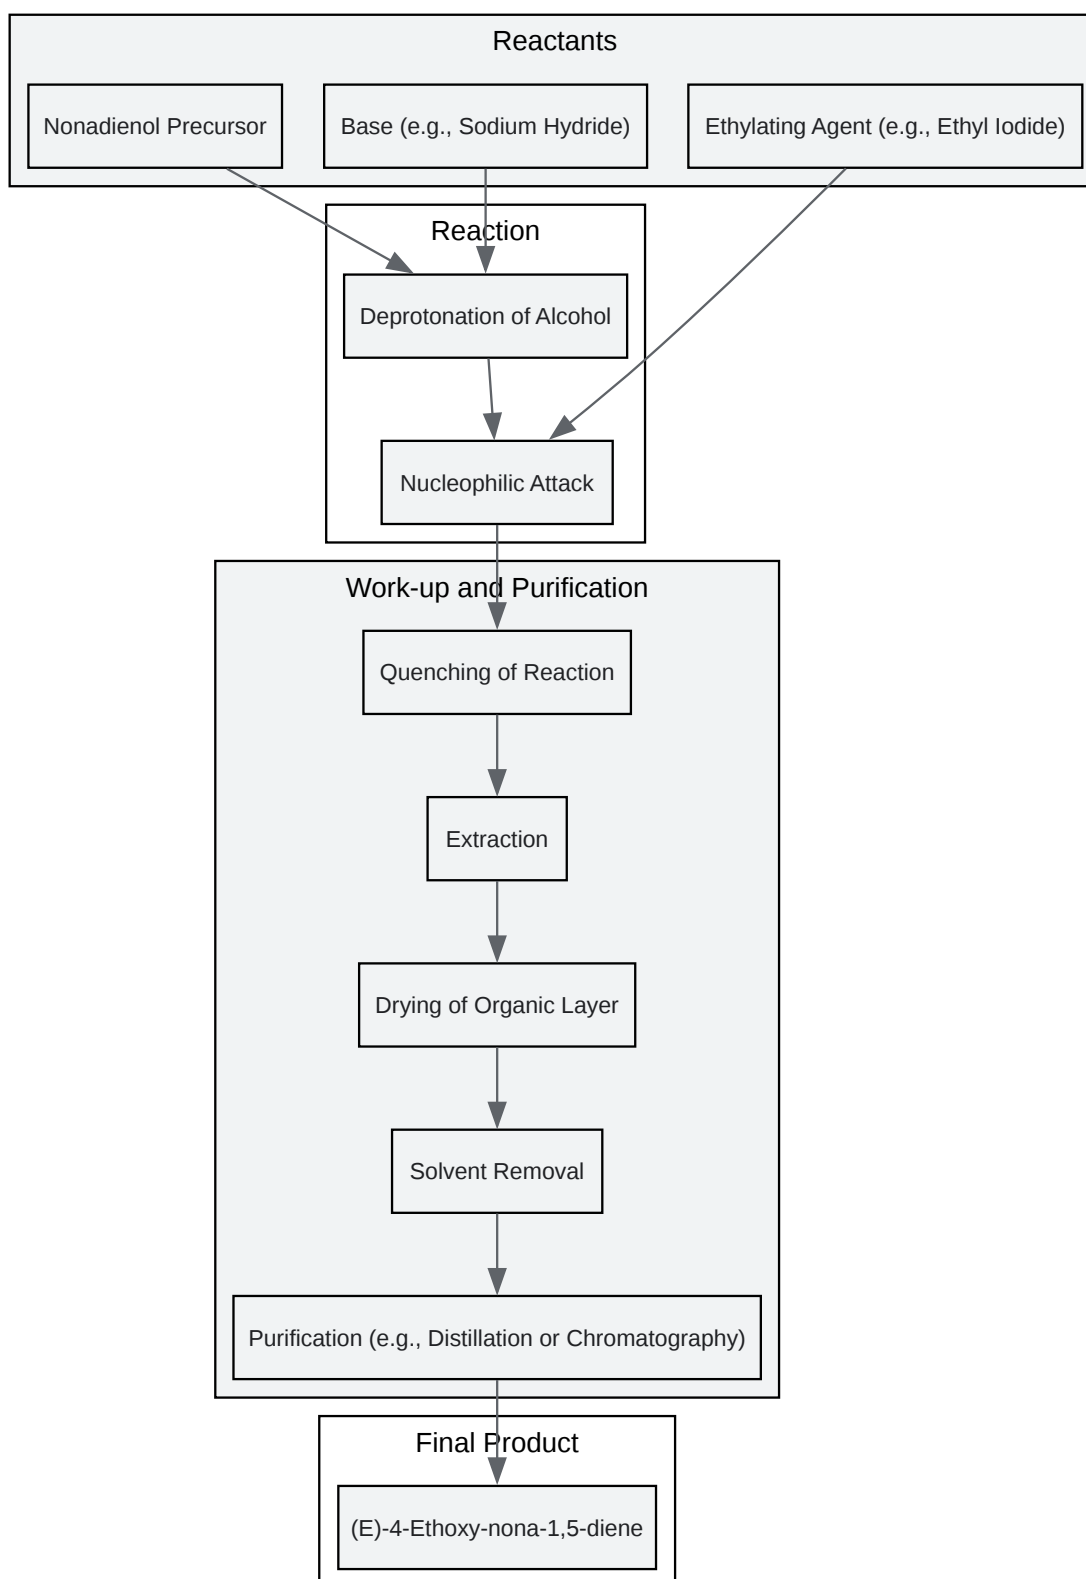 Reactants
Nonadienol Precursor
Base (e.g., Sodium Hydride)
Ethylating Agent (e.g., Ethyl Iodide)
Reaction
Deprotonation of Alcohol
Nucleophilic Attack
Work-up and Purification
Quenching of Reaction
Extraction
Drying of Organic Layer
Solvent Removal
Purification (e.g., Distillation or Chromatography)
Final Product
(E)-4-Ethoxy-nona-1,5-diene